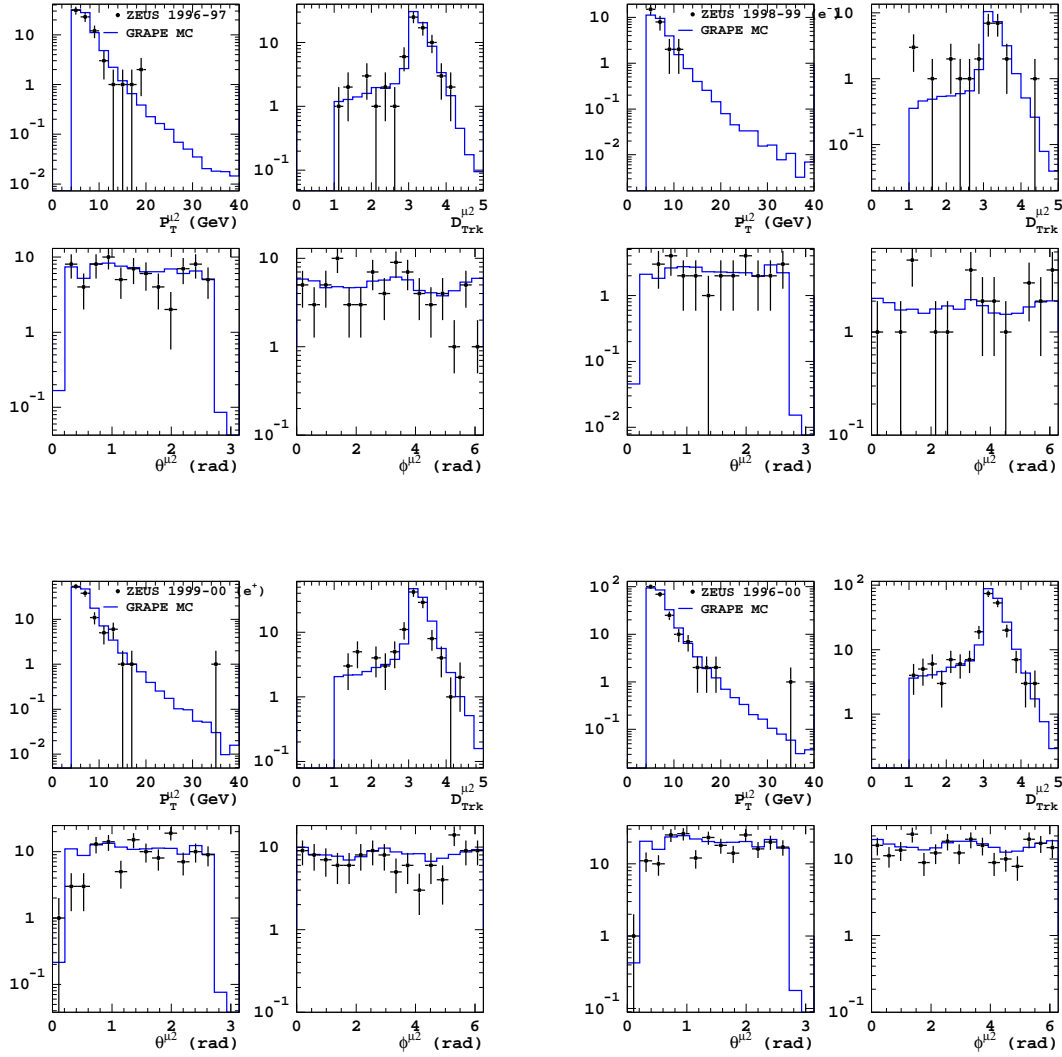 ZEUS 1996-97
GRAPE MC
10
1
10⁻¹
10⁻²
0 10 20 30 40
P_T^μ2 (GeV)
10
1
10⁻¹
0 1 2 3 4 5
D_Trk^μ2
ZEUS 1998-99 (e⁻)
GRAPE MC
10
1
10⁻¹
10⁻²
0 10 20 30 40
P_T^μ2 (GeV)
10
1
10⁻¹
0 1 2 3 4 5
D_Trk^μ2
10
1
10⁻¹
0 1 2 3
θ^μ2 (rad)
10
1
10⁻¹
0 2 4 6
φ^μ2 (rad)
1
10⁻¹
10⁻²
0 1 2 3
θ^μ2 (rad)
1
10⁻¹
0 2 4 6
φ^μ2 (rad)
ZEUS 1999-00 (e⁺)
GRAPE MC
10
1
10⁻¹
10⁻²
0 10 20 30 40
P_T^μ2 (GeV)
10
1
10⁻¹
0 1 2 3 4 5
D_Trk^μ2
ZEUS 1996-00
GRAPE MC
10²
10
1
10⁻¹
10⁻²
0 10 20 30 40
P_T^μ2 (GeV)
10²
10
1
0 1 2 3 4 5
D_Trk^μ2
10
1
10⁻¹
0 1 2 3
θ^μ2 (rad)
10
1
10⁻¹
0 2 4 6
φ^μ2 (rad)
10
1
10⁻¹
0 1 2 3
θ^μ2 (rad)
10
1
10⁻¹
0 2 4 6
φ^μ2 (rad)